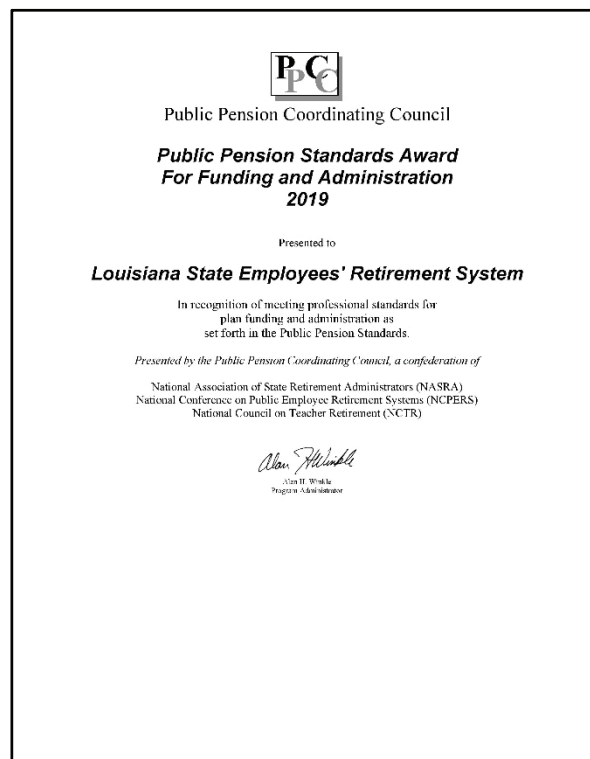 PPCC
Public Pension Coordinating Council
Public Pension Standards Award
For Funding and Administration
2019
Presented to
Louisiana State Employees' Retirement System
In recognition of meeting professional standards for
plan funding and administration as
set forth in the Public Pension Standards.
Presented by the Public Pension Coordinating Council, a confederation of
National Association of State Retirement Administrators (NASRA)
National Conference on Public Employee Retirement Systems (NCPERS)
National Council on Teacher Retirement (NCTR)
Alan H Winkle
Alan H. Winkle
Program Administrator